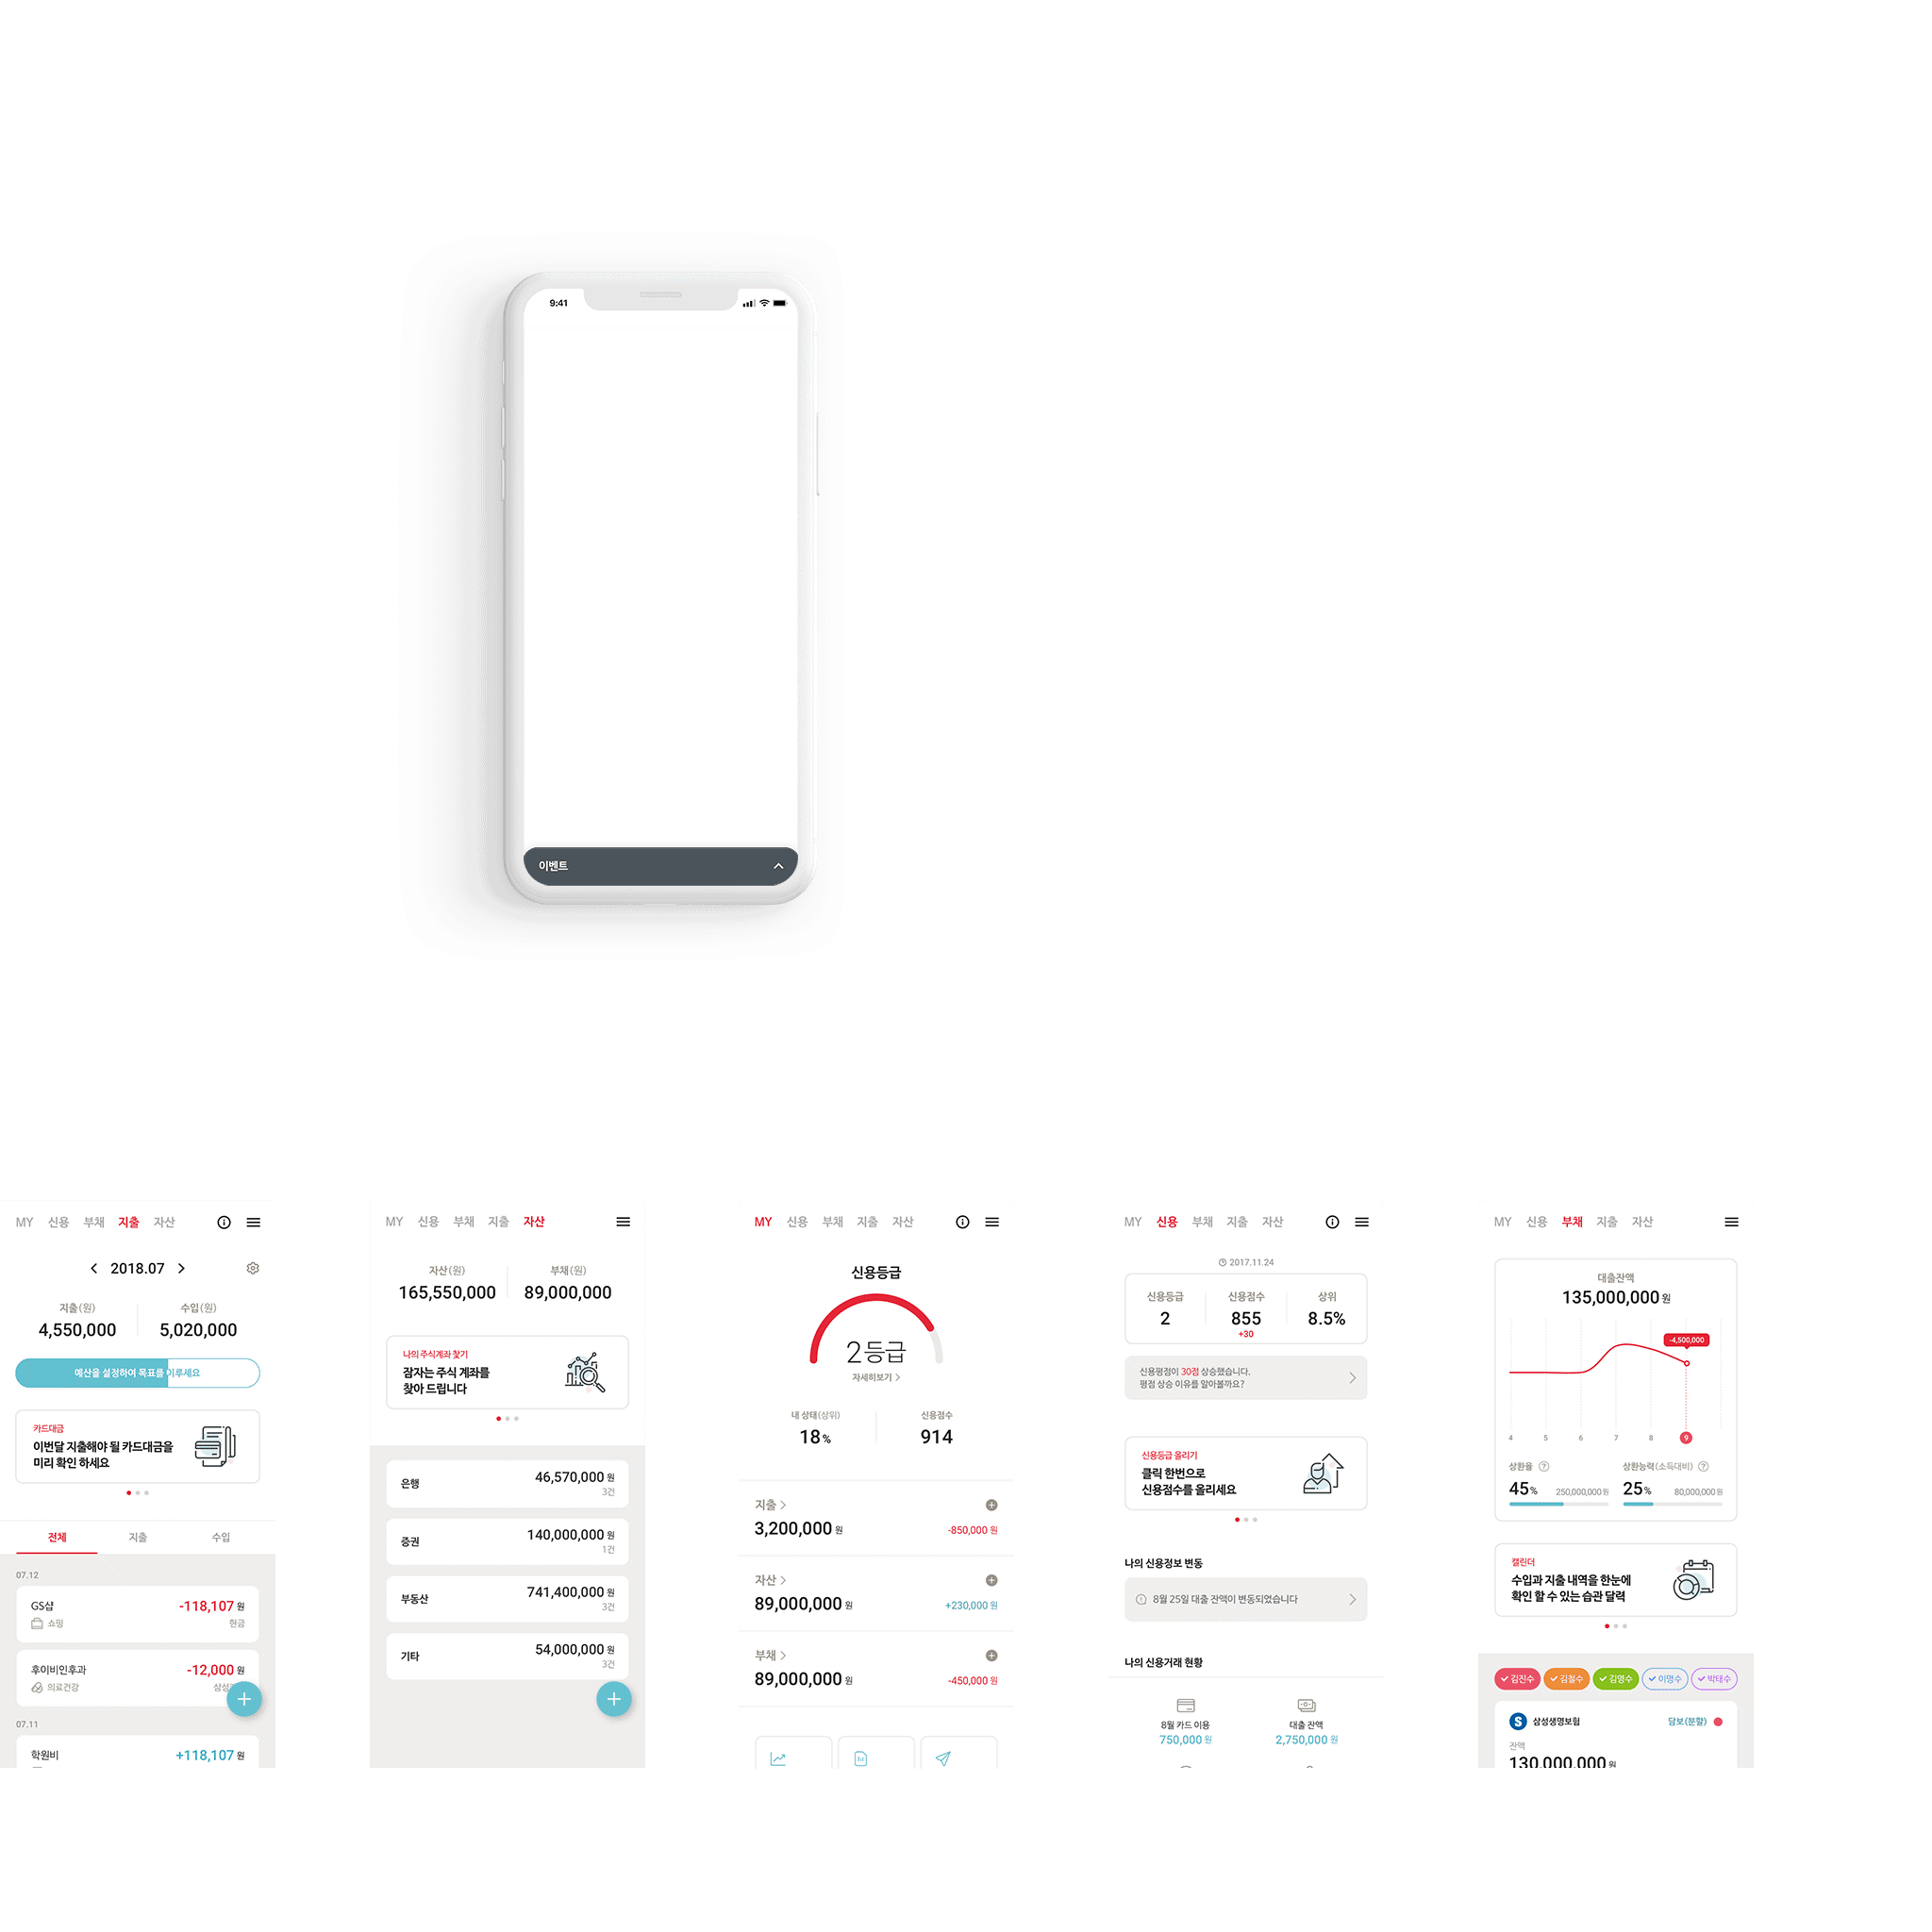 9:41
이벤트
MY 신용 부채 지출 자산
2018.07
지출(원) 수입(원)
4,550,000 5,020,000
예산을 설정하여 목표를 이루세요
카드대금
이번달 지출해야 될 카드대금을
미리 확인 하세요
전체 지출 수입
07.12
GS샵 -118,107 원
쇼핑 현금
후이비인후과 -12,000 원
의료건강 삼성
07.11
학원비 +118,107 원
MY 신용 부채 지출 자산
자산(원) 부채(원)
165,550,000 89,000,000
나의 주식계좌 찾기
잠자는 주식 계좌를
찾아 드립니다
은행 46,570,000 원
3건
증권 140,000,000 원
1건
부동산 741,400,000 원
3건
기타 54,000,000 원
3건
MY 신용 부채 지출 자산
신용등급
2등급
자세히보기
내 상태(상위) 신용점수
18% 914
지출
3,200,000 원 -850,000 원
자산
89,000,000 원 +230,000 원
부채
89,000,000 원 -450,000 원
MY 신용 부채 지출 자산
2017.11.24
신용등급 신용점수 상위
2 855 8.5%
+30
신용평점이 30점 상승했습니다.
평점 상승 이유를 알아볼까요?
신용등급 올리기
클릭 한번으로
신용점수를 올리세요
나의 신용정보 변동
8월 25일 대출 잔액이 변동되었습니다
나의 신용거래 현황
8월 카드 이용 대출 잔액
750,000 원 2,750,000 원
MY 신용 부채 지출 자산
대출잔액
135,000,000 원
-4,500,000
4 5 6 7 8 9
상환율 ? 상환능력(소득대비) ?
45% 250,000,000 원 25% 80,000,000 원
캘린더
수입과 지출 내역을 한눈에
확인 할 수 있는 습관 달력
김진수 김철수 김영수 이명수 박태수
S 삼성생명보험 담보(분할)
잔액
130,000,000 원